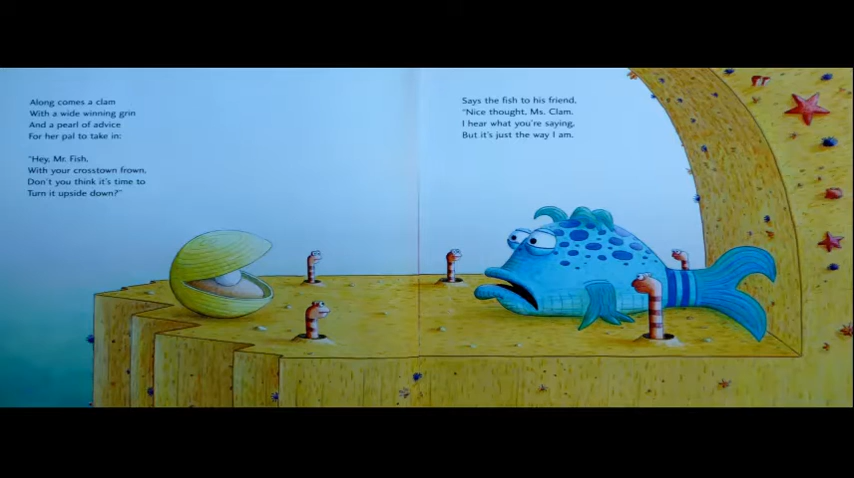 Along comes a clam
With a wide winning grin
And a pearl of advice
For her pal to take in:
"Hey, Mr. Fish,
With your crosstown frown,
Don't you think it's time to
Turn it upside down?"
Says the fish to his friend,
"Nice thought, Ms. Clam.
I hear what you're saying,
But it's just the way I am.